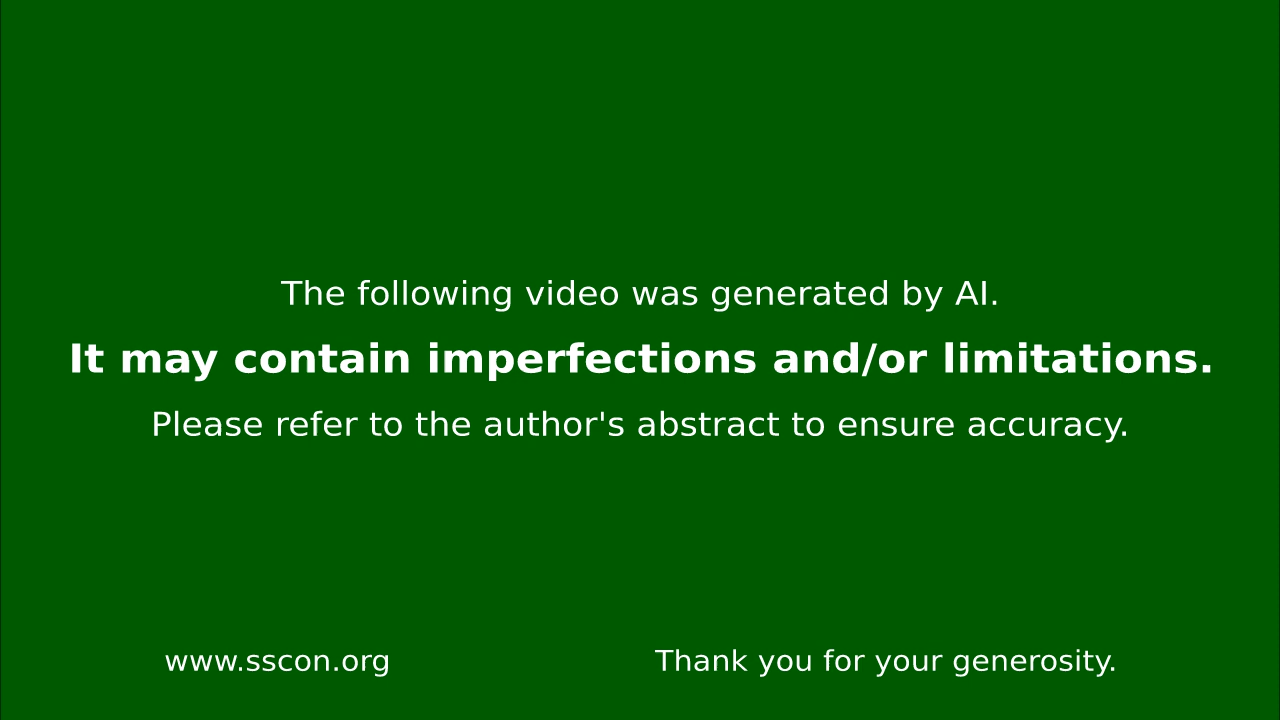 The following video was generated by AI.
It may contain imperfections and/or limitations.
Please refer to the author's abstract to ensure accuracy.
www.sscon.org
Thank you for your generosity.